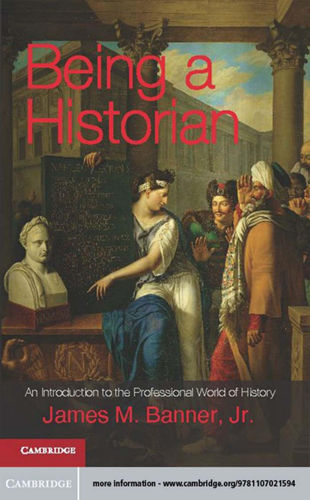 Being a
Historian
An Introduction to the Professional World of History
James M. Banner, Jr.
CAMBRIDGE
CAMBRIDGE
more information – www.cambridge.org/9781107021594